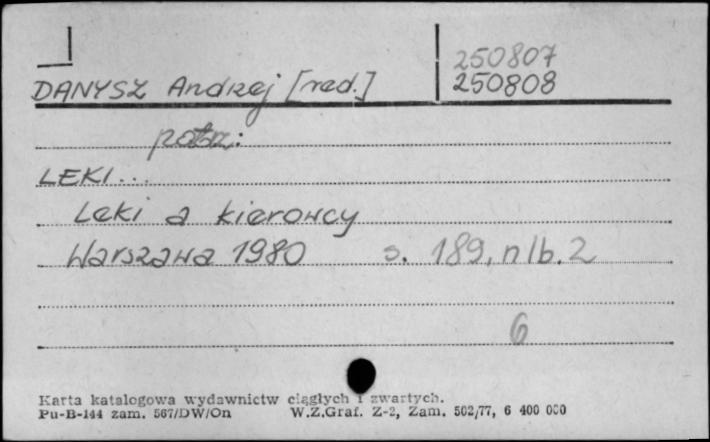 250807
DANYSZ Andrzej [red.] 250808
patrz:
LEKI...
Leki a kierowcy
Warszawa 1980 s. 189, nlb. 2
6
Karta katalogowa wydawnictw ciągłych i zwartych.
Pu-B-144 zam. 567/DW/On W.Z.Graf. Z-2, Zam. 502/77, 6 400 000